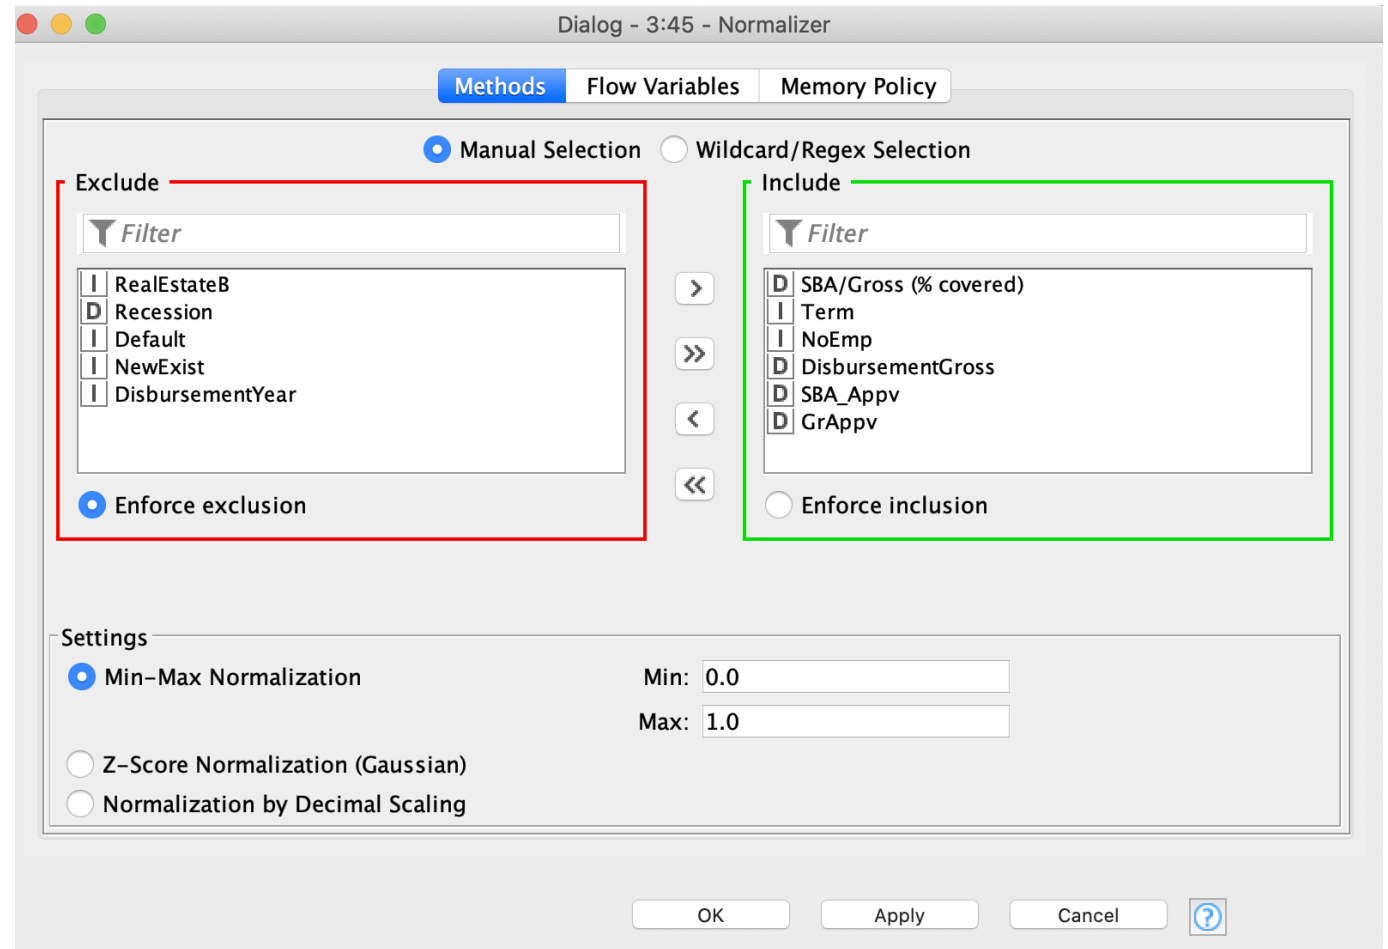 Dialog - 3:45 - Normalizer
Methods Flow Variables Memory Policy
Manual Selection Wildcard/Regex Selection
Exclude
Filter
I RealEstateB
D Recession
I Default
I NewExist
I DisbursementYear
Enforce exclusion
>
>>
<
<<
Include
Filter
D SBA/Gross (% covered)
I Term
I NoEmp
D DisbursementGross
D SBA_Appv
D GrAppv
Enforce inclusion
Settings
Min-Max Normalization
Min: 0.0
Max: 1.0
Z-Score Normalization (Gaussian)
Normalization by Decimal Scaling
OK Apply Cancel ?